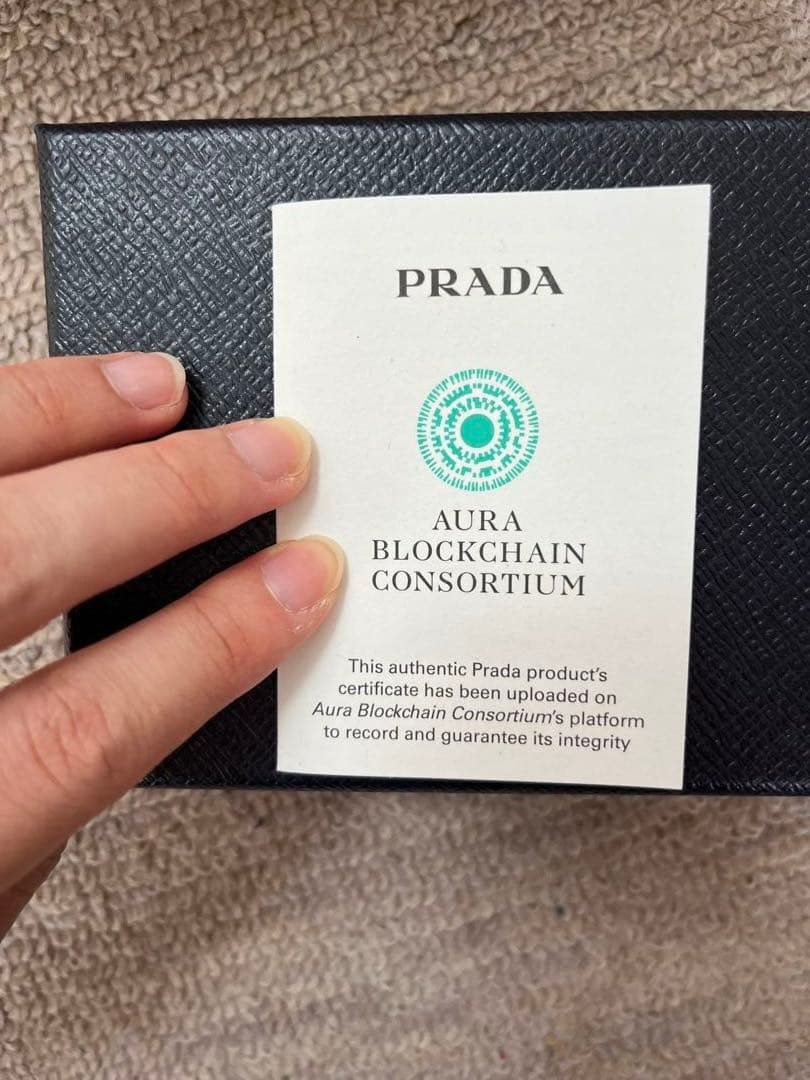 PRADA
AURA
BLOCKCHAIN
CONSORTIUM
This authentic Prada product's
certificate has been uploaded on
Aura Blockchain Consortium's platform
to record and guarantee its integrity